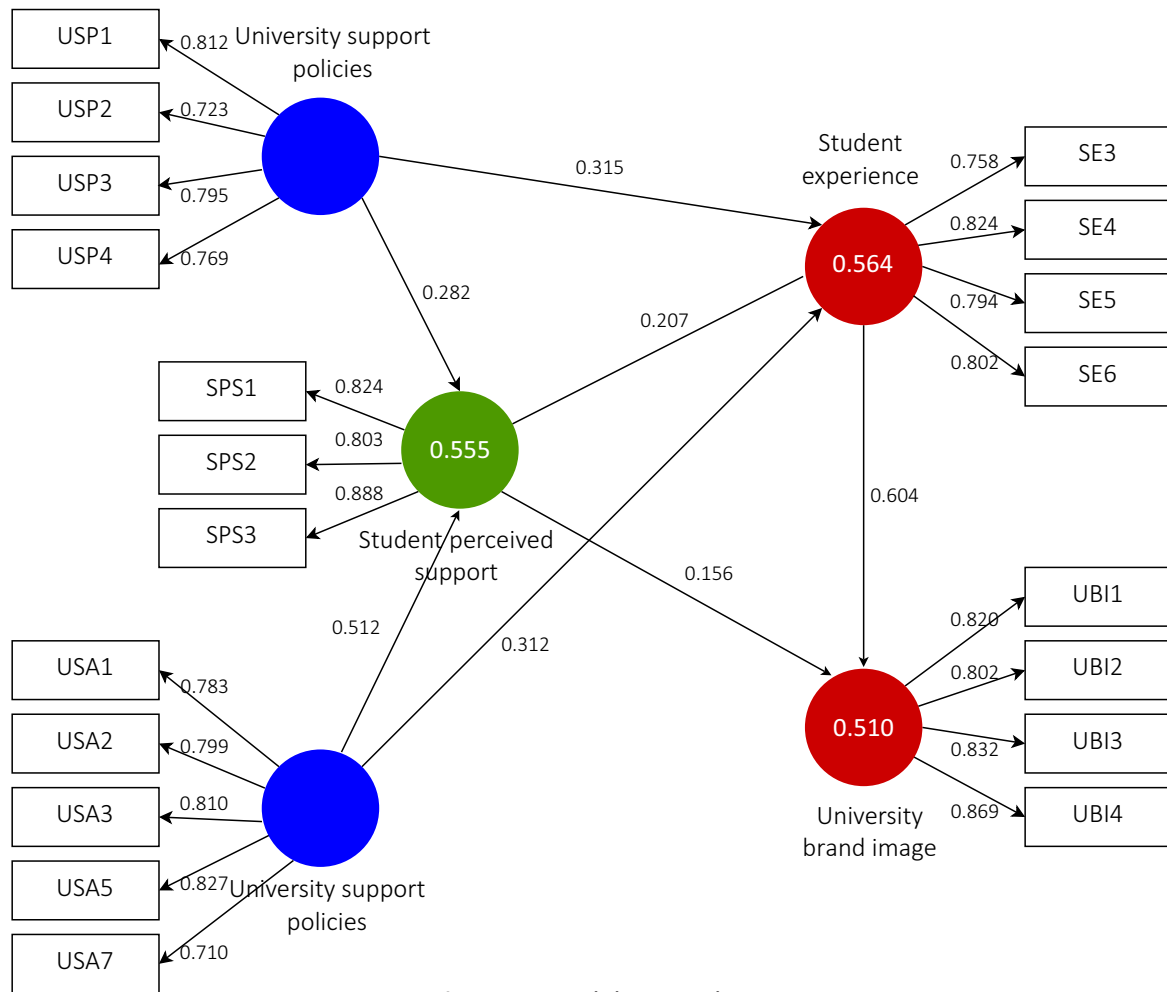 USP1
USP2
USP3
USP4
0.812
0.723
0.795
0.769
University support
policies
0.315
0.282
Student
experience
0.564
0.758
0.824
0.794
0.802
SE3
SE4
SE5
SE6
0.207
SPS1
SPS2
SPS3
0.824
0.803
0.888
0.555
Student perceived
support
0.604
0.156
0.512
0.312
USA1
USA2
USA3
USA5
USA7
0.783
0.799
0.810
0.827
0.710
University support
policies
0.510
University
brand image
0.820
0.802
0.832
0.869
UBI1
UBI2
UBI3
UBI4